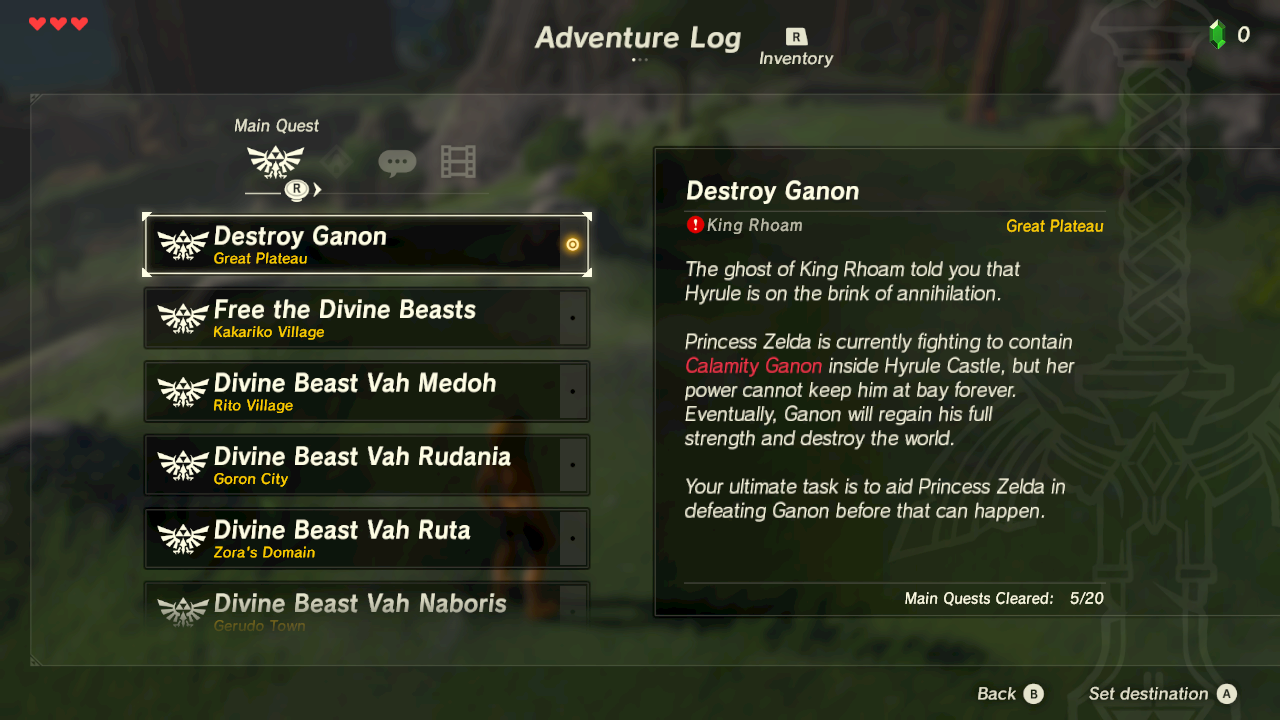 Adventure Log
R
Inventory
0
Main Quest
R
Destroy Ganon
Great Plateau
Free the Divine Beasts
Kakariko Village
Divine Beast Vah Medoh
Rito Village
Divine Beast Vah Rudania
Goron City
Divine Beast Vah Ruta
Zora's Domain
Divine Beast Vah Naboris
Gerudo Town
Destroy Ganon
! King Rhoam Great Plateau
The ghost of King Rhoam told you that
Hyrule is on the brink of annihilation.
Princess Zelda is currently fighting to contain
Calamity Ganon inside Hyrule Castle, but her
power cannot keep him at bay forever.
Eventually, Ganon will regain his full
strength and destroy the world.
Your ultimate task is to aid Princess Zelda in
defeating Ganon before that can happen.
Main Quests Cleared: 5/20
Back B Set destination A